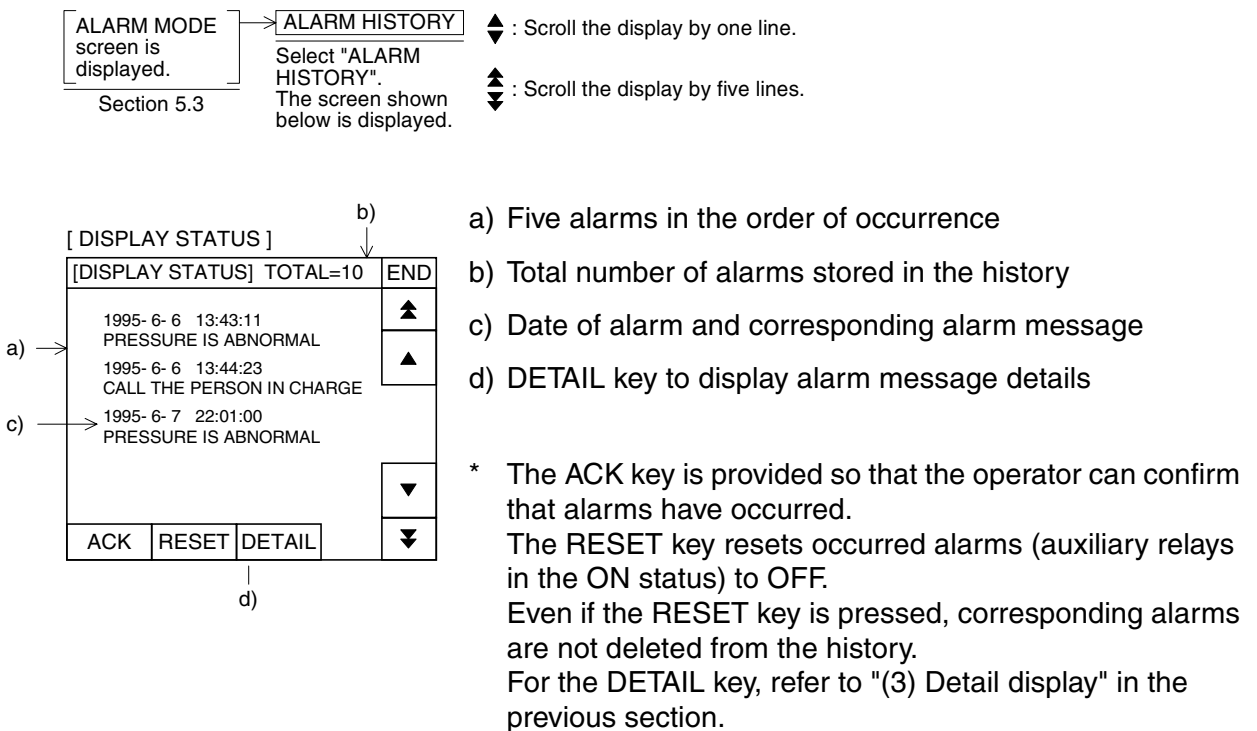 ALARM MODE
screen is
displayed.
Section 5.3
ALARM HISTORY
Select "ALARM
HISTORY".
The screen shown
below is displayed.
: Scroll the display by one line.
: Scroll the display by five lines.
b)
[ DISPLAY STATUS ]
[DISPLAY STATUS] TOTAL=10 END
1995- 6- 6 13:43:11
PRESSURE IS ABNORMAL
a)
1995- 6- 6 13:44:23
CALL THE PERSON IN CHARGE
c)
1995- 6- 7 22:01:00
PRESSURE IS ABNORMAL
ACK RESET DETAIL
d)
a) Five alarms in the order of occurrence
b) Total number of alarms stored in the history
c) Date of alarm and corresponding alarm message
d) DETAIL key to display alarm message details
* The ACK key is provided so that the operator can confirm
that alarms have occurred.
The RESET key resets occurred alarms (auxiliary relays
in the ON status) to OFF.
Even if the RESET key is pressed, corresponding alarms
are not deleted from the history.
For the DETAIL key, refer to "(3) Detail display" in the
previous section.